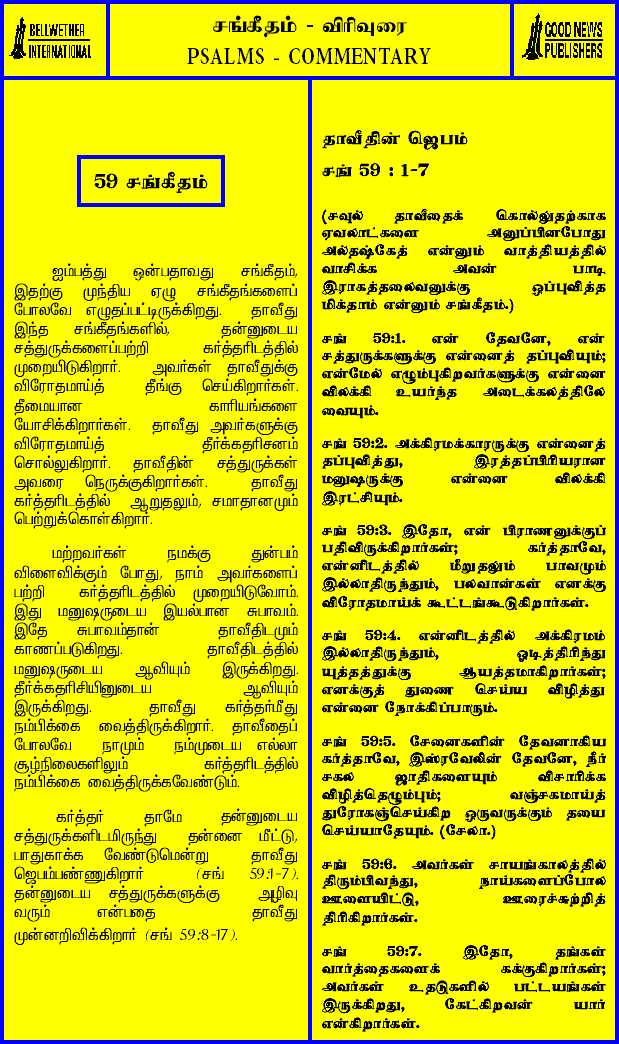 BELLWETHER
INTERNATIONAL
சங்கீதம் - விரிவுரை
PSALMS - COMMENTARY
GOOD NEWS
PUBLISHERS
59 சங்கீதம்
ஐம்பத்து ஒன்பதாவது சங்கீதம்,
இதற்கு முந்திய ஏழு சங்கீதங்களைப்
போலவே எழுதப்பட்டிருக்கிறது. தாவீது
இந்த சங்கீதங்களில், தன்னுடைய
சத்துருக்களைப்பற்றி கர்த்தரிடத்தில்
முறையிடுகிறார். அவர்கள் தாவீதுக்கு
விரோதமாய்த் தீங்கு செய்கிறார்கள்.
தீமையான காரியங்களை
யோசிக்கிறார்கள். தாவீது அவர்களுக்கு
விரோதமாய்த் தீர்க்கதரிசனம்
சொல்லுகிறார். தாவீதின் சத்துருக்கள்
அவரை நெருக்குகிறார்கள். தாவீது
கர்த்தரிடத்தில் ஆறுதலும், சமாதானமும்
பெற்றுக்கொள்கிறார்.
மற்றவர்கள் நமக்கு துன்பம்
விளைவிக்கும் போது, நாம் அவர்களைப்
பற்றி கர்த்தரிடத்தில் முறையிடுவோம்.
இது மனுஷருடைய இயல்பான சுபாவம்.
இதே சுபாவம்தான் தாவீதிடமும்
காணப்படுகிறது. தாவீதிடத்தில்
மனுஷருடைய ஆவியும் இருக்கிறது.
தீர்க்கதரிசியினுடைய ஆவியும்
இருக்கிறது. தாவீது கர்த்தர்மீது
நம்பிக்கை வைத்திருக்கிறார். தாவீதைப்
போலவே நாமும் நம்முடைய எல்லா
சூழ்நிலைகளிலும் கர்த்தரிடத்தில்
நம்பிக்கை வைத்திருக்கவேண்டும்.
கர்த்தர் தாமே தன்னுடைய
சத்துருக்களிடமிருந்து தன்னை மீட்டு,
பாதுகாக்க வேண்டுமென்று தாவீது
ஜெபம்பண்ணுகிறார் (சங் 59:1-7).
தன்னுடைய சத்துருக்களுக்கு அழிவு
வரும் என்பதை தாவீது
முன்னறிவிக்கிறார் (சங் 59:8-17).
தாவீதின் ஜெபம்
சங் 59 : 1-7
(சவுல் தாவீதைக் கொல்லுதற்காக
ஏவலாட்களை அனுப்பினபோது
அல்தஷ்கேத் என்னும் வாத்தியத்தில்
வாசிக்க அவன் பாடி
இராகத்தலைவனுக்கு ஒப்புவித்த
மிக்தாம் என்னும் சங்கீதம்.)
சங் 59:1. என் தேவனே, என்
சத்துருக்களுக்கு என்னைத் தப்புவியும்;
என்மேல் எழும்புகிறவர்களுக்கு என்னை
விலக்கி உயர்ந்த அடைக்கலத்திலே
வையும்.
சங் 59:2. அக்கிரமக்காரருக்கு என்னைத்
தப்புவித்து, இரத்தப்பிரியரான
மனுஷருக்கு என்னை விலக்கி
இரட்சியும்.
சங் 59:3. இதோ, என் பிராணனுக்குப்
பதிவிருக்கிறார்கள்; கர்த்தாவே,
என்னிடத்தில் மீறுதலும் பாவமும்
இல்லாதிருந்தும், பலவான்கள் எனக்கு
விரோதமாய்க் கூட்டங்கூடுகிறார்கள்.
சங் 59:4. என்னிடத்தில் அக்கிரமம்
இல்லாதிருந்தும், ஓடித்திரிந்து
யுத்தத்துக்கு ஆயத்தமாகிறார்கள்;
எனக்குத் துணை செய்ய விழித்து
என்னை நோக்கிப்பாரும்.
சங் 59:5. சேனைகளின் தேவனாகிய
கர்த்தாவே, இஸ்ரவேலின் தேவனே, நீர்
சகல ஜாதிகளையும் விசாரிக்க
விழித்தெழும்பும்; வஞ்சகமாய்த்
துரோகஞ்செய்கிற ஒருவருக்கும் தயை
செய்யாதேயும். (சேலா.)
சங் 59:6. அவர்கள் சாயங்காலத்தில்
திரும்பிவந்து, நாய்களைப்போல
ஊளையிட்டு, ஊரைச்சுற்றித்
திரிகிறார்கள்.
சங் 59:7. இதோ, தங்கள்
வார்த்தைகளைக் கக்குகிறார்கள்;
அவர்கள் உதடுகளில் பட்டயங்கள்
இருக்கிறது, கேட்கிறவன் யார்
என்கிறார்கள்.